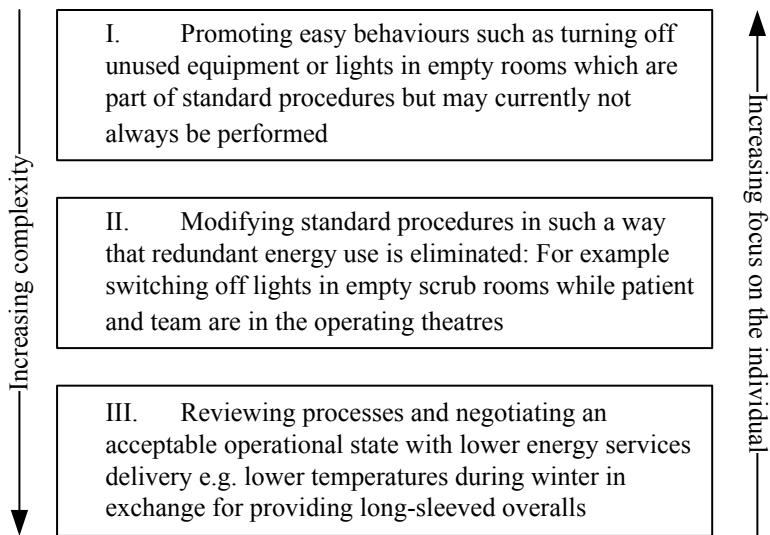 I. Promoting easy behaviours such as turning off
unused equipment or lights in empty rooms which are
part of standard procedures but may currently not
always be performed
Increasing complexity
II. Modifying standard procedures in such a way
that redundant energy use is eliminated: For example
switching off lights in empty scrub rooms while patient
and team are in the operating theatres
Increasing focus on the individual
III. Reviewing processes and negotiating an
acceptable operational state with lower energy services
delivery e.g. lower temperatures during winter in
exchange for providing long-sleeved overalls